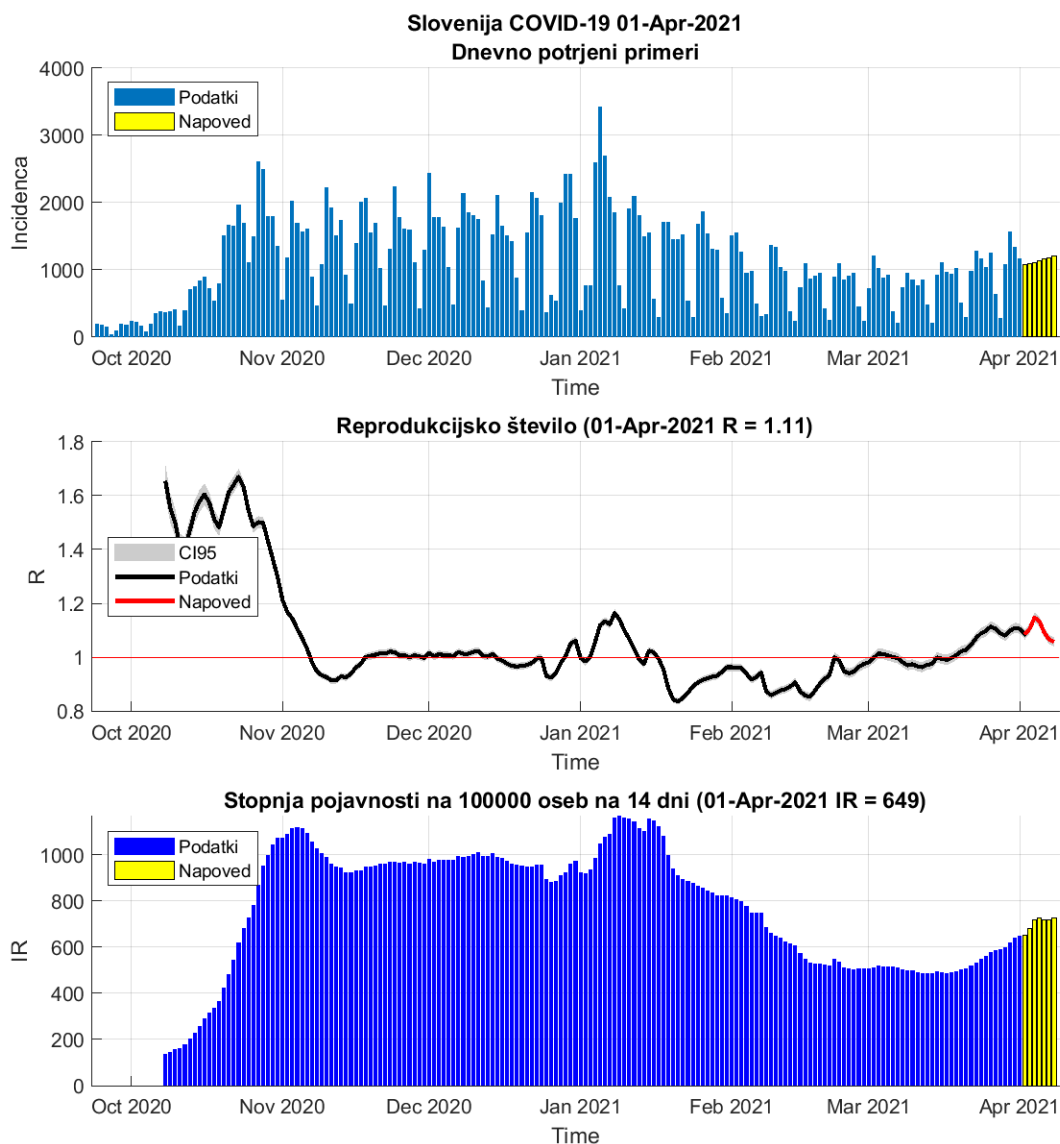 Slovenija COVID-19 01-Apr-2021
Dnevno potrjeni primeri
4000
3000
2000
1000
0
Incidenca
Podatki
Napoved
Oct 2020 Nov 2020 Dec 2020 Jan 2021 Feb 2021 Mar 2021 Apr 2021
Time
Reprodukcijsko število (01-Apr-2021 R = 1.11)
1.8
1.6
1.4
1.2
1
0.8
R
CI95
Podatki
Napoved
Oct 2020 Nov 2020 Dec 2020 Jan 2021 Feb 2021 Mar 2021 Apr 2021
Time
Stopnja pojavnosti na 100000 oseb na 14 dni (01-Apr-2021 IR = 649)
1000
800
600
400
200
0
IR
Podatki
Napoved
Oct 2020 Nov 2020 Dec 2020 Jan 2021 Feb 2021 Mar 2021 Apr 2021
Time